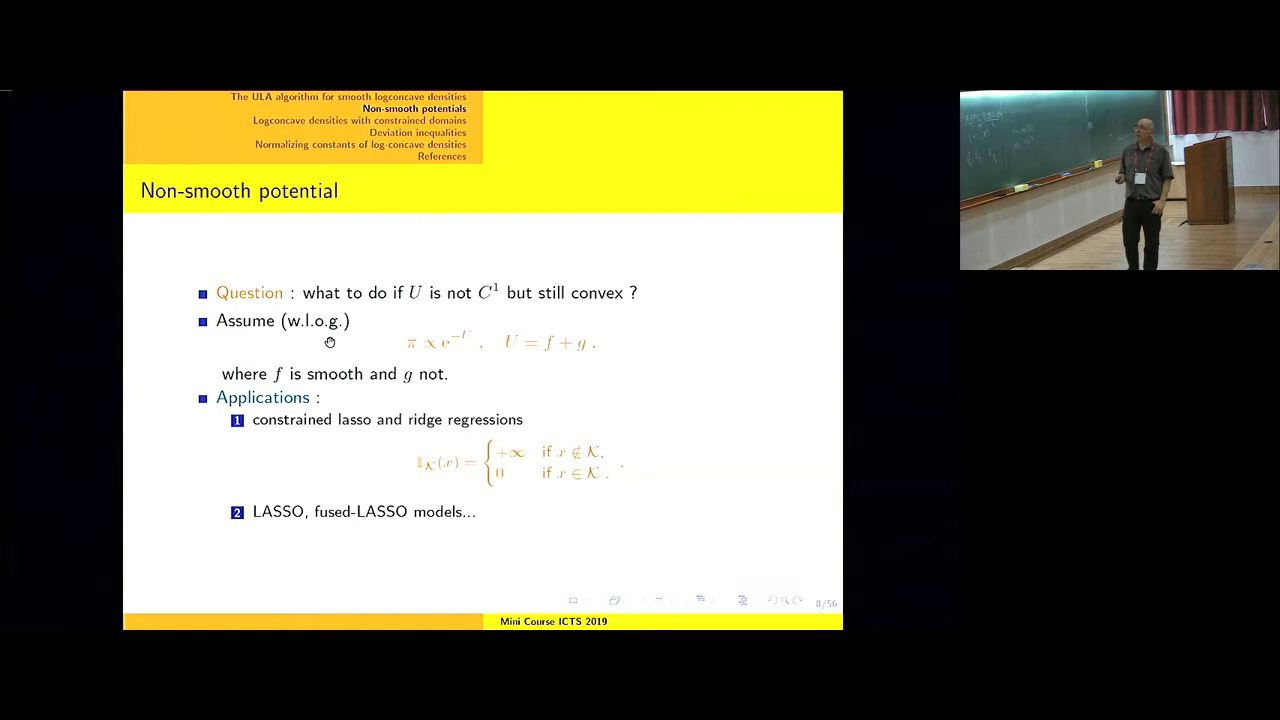 The ULA algorithm for smooth logconcave densities
Non-smooth potentials
Logconcave densities with constrained domains
Deviation inequalities
Normalizing constants of log-concave densities
References
Non-smooth potential
Question : what to do if U is not C¹ but still convex ?
Assume (w.l.o.g.)
π ∝ e^{−U} , U = f + g .
where f is smooth and g not.
Applications :
1 constrained lasso and ridge regressions
𝟙_𝒦(x) = { +∞ if x ∉ 𝒦,
0 if x ∈ 𝒦 . .
2 LASSO, fused-LASSO models...
8/56
Mini Course ICTS 2019